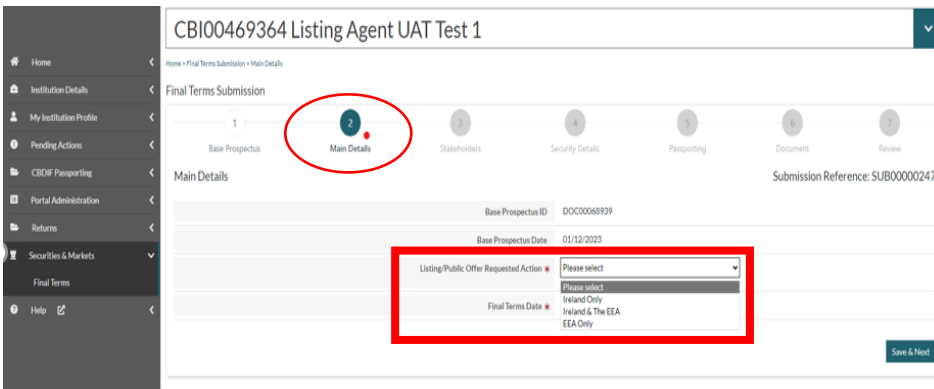 CBI00469364 Listing Agent UAT Test 1
Home
Institution Details
My Institution Profile
Pending Actions
CBDIF Passporting
Portal Administration
Returns
Securities & Markets
Final Terms
Help
Home > Final Terms Submission > Main Details
Final Terms Submission
1
2
3
4
5
6
7
Base Prospectus
Main Details
Stakeholders
Security Details
Passporting
Document
Review
Main Details
Submission Reference: SUB00000247
Base Prospectus ID DOC00068939
Base Prospectus Date 01/12/2023
Listing/Public Offer Requested Action * Please select
Please select
Ireland Only
Final Terms Date * Ireland & The EEA
EEA Only
Save & Next